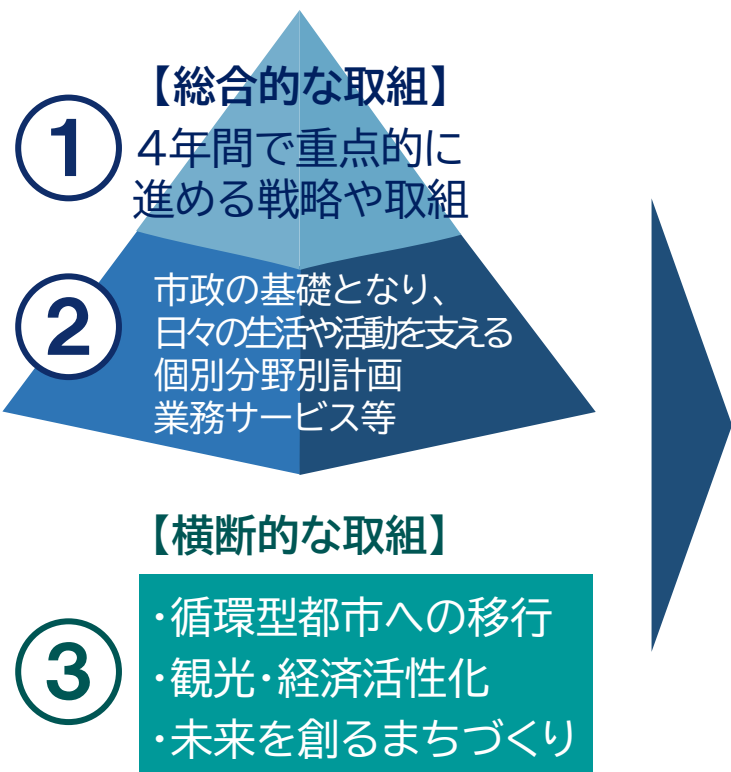 【総合的な取組】
①
4年間で重点的に
進める戦略や取組
②
市政の基礎となり、
日々の生活や活動を支える
個別分野別計画
業務サービス等
【横断的な取組】
③
・循環型都市への移行
・観光・経済活性化
・未来を創るまちづくり